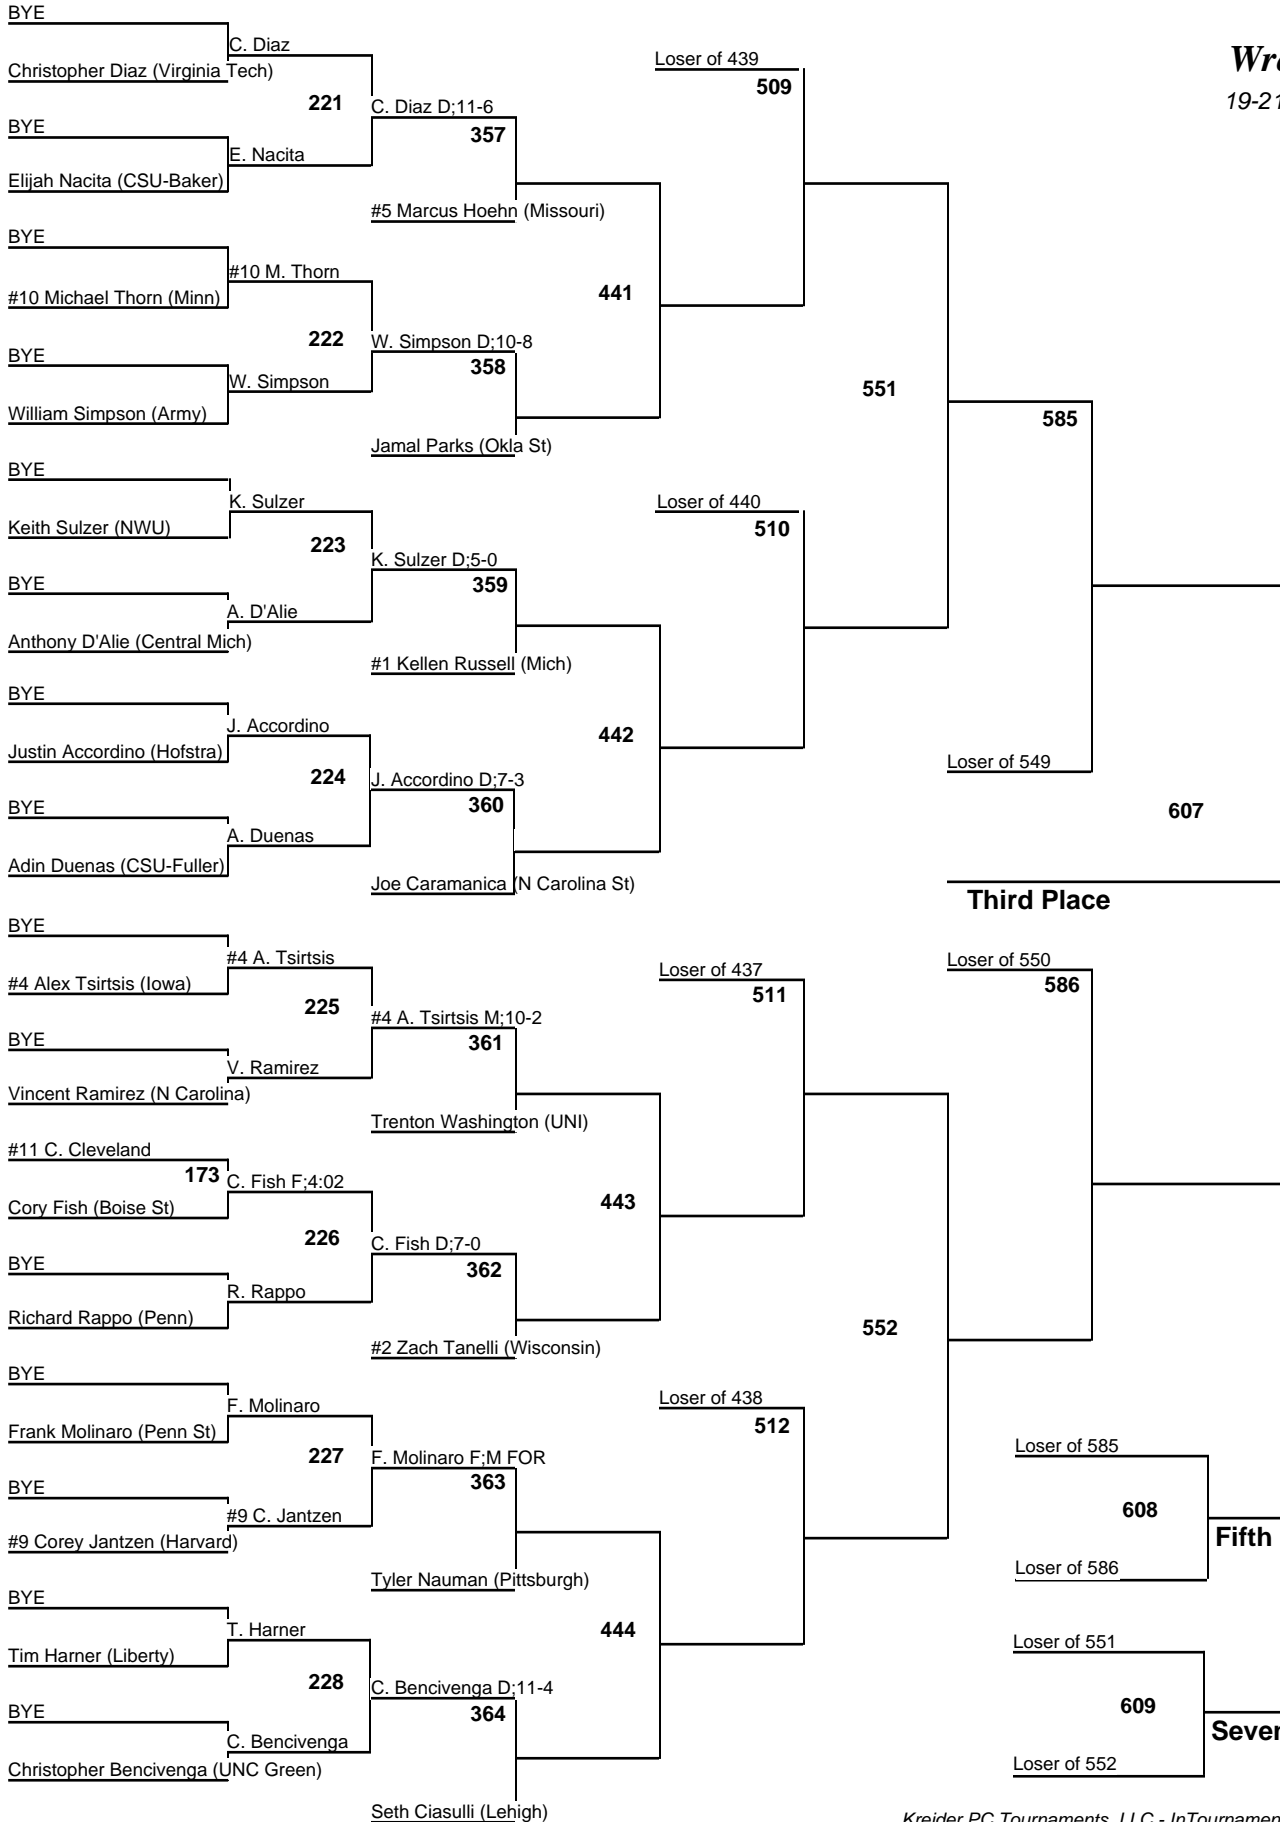 BYE
C. Diaz
Christopher Diaz (Virginia Tech)
221
C. Diaz D;11-6
357
BYE
E. Nacita
Elijah Nacita (CSU-Baker)
#5 Marcus Hoehn (Missouri)
441
BYE
#10 M. Thorn
#10 Michael Thorn (Minn)
222
W. Simpson D;10-8
358
BYE
W. Simpson
William Simpson (Army)
Jamal Parks (Okla St)
Loser of 439
509
551
585
19-21
BYE
K. Sulzer
Keith Sulzer (NWU)
223
K. Sulzer D;5-0
359
BYE
A. D'Alie
Anthony D'Alie (Central Mich)
#1 Kellen Russell (Mich)
442
Loser of 440
510
BYE
J. Accordino
Justin Accordino (Hofstra)
224
J. Accordino D;7-3
360
BYE
A. Duenas
Adin Duenas (CSU-Fuller)
Joe Caramanica (N Carolina St)
Loser of 549
607
Third Place
BYE
#4 A. Tsirtsis
#4 Alex Tsirtsis (Iowa)
225
#4 A. Tsirtsis M;10-2
361
BYE
V. Ramirez
Vincent Ramirez (N Carolina)
Trenton Washington (UNI)
443
Loser of 437
511
Loser of 550
586
#11 C. Cleveland
173
C. Fish F;4:02
Cory Fish (Boise St)
226
C. Fish D;7-0
362
BYE
R. Rappo
Richard Rappo (Penn)
#2 Zach Tanelli (Wisconsin)
552
BYE
F. Molinaro
Frank Molinaro (Penn St)
227
F. Molinaro F;M FOR
363
BYE
#9 C. Jantzen
#9 Corey Jantzen (Harvard)
Tyler Nauman (Pittsburgh)
444
Loser of 438
512
BYE
T. Harner
Tim Harner (Liberty)
228
C. Bencivenga D;11-4
364
BYE
C. Bencivenga
Christopher Bencivenga (UNC Green)
Seth Ciasulli (Lehigh)
Loser of 585
608
Fifth
Loser of 586
Loser of 551
609
Loser of 552
Kreider PC Tournaments, LLC -